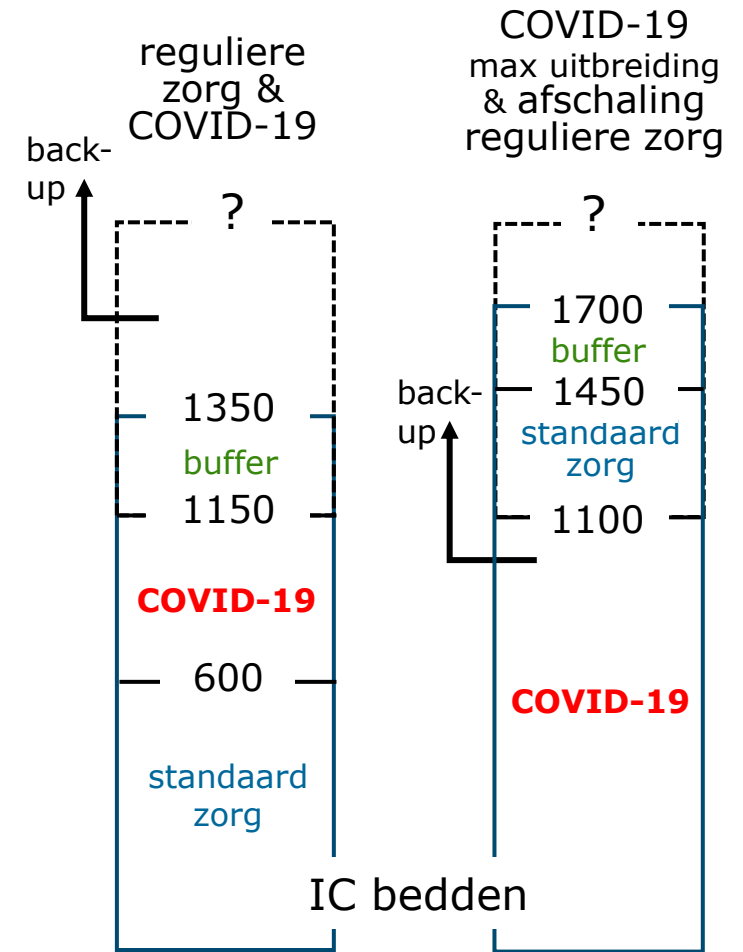 reguliere
zorg &
COVID-19
back-
up
?
1350
buffer
1150
COVID-19
600
standaard
zorg
COVID-19
max uitbreiding
& afschaling
reguliere zorg
?
1700
buffer
1450
back-
up
standaard
zorg
1100
COVID-19
IC bedden